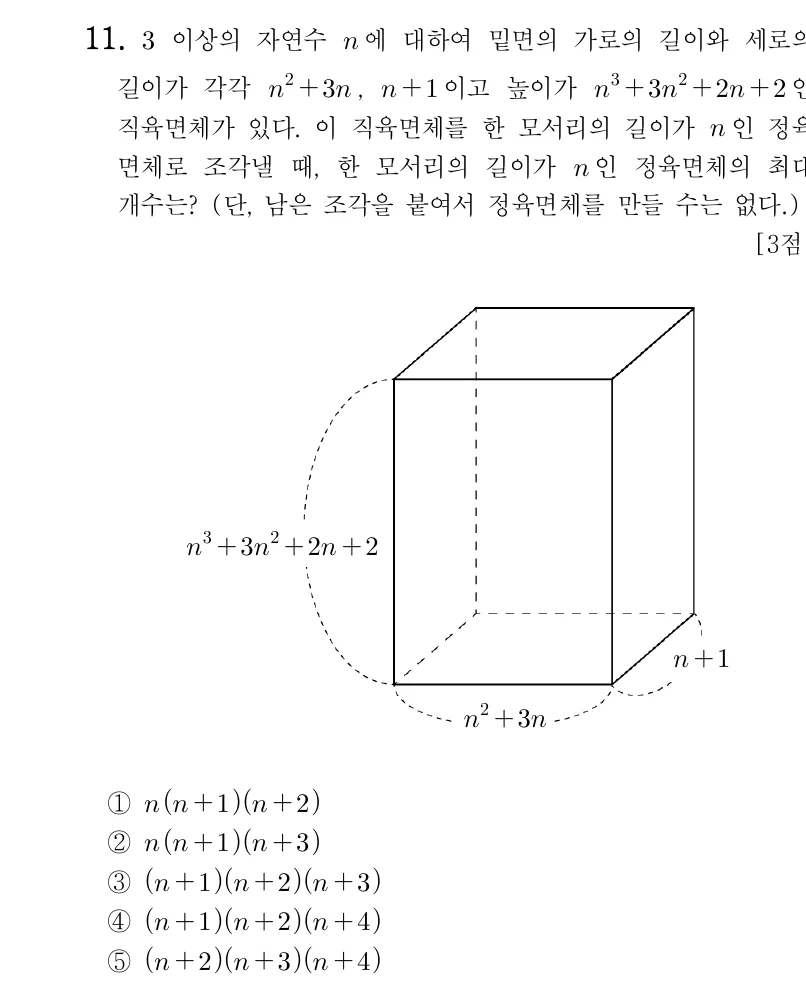 11. 3 이상의 자연수 n에 대하여 밑면의 가로의 길이와 세로의
길이가 각각 n²+3n, n+1이고 높이가 n³+3n²+2n+2인
직육면체가 있다. 이 직육면체를 한 모서리의 길이가 n인 정육
면체로 조각낼 때, 한 모서리의 길이가 n인 정육면체의 최대
개수는? (단, 남은 조각을 붙여서 정육면체를 만들 수는 없다.)
[3점
n³+3n²+2n+2
n+1
n²+3n
① n(n+1)(n+2)
② n(n+1)(n+3)
③ (n+1)(n+2)(n+3)
④ (n+1)(n+2)(n+4)
⑤ (n+2)(n+3)(n+4)